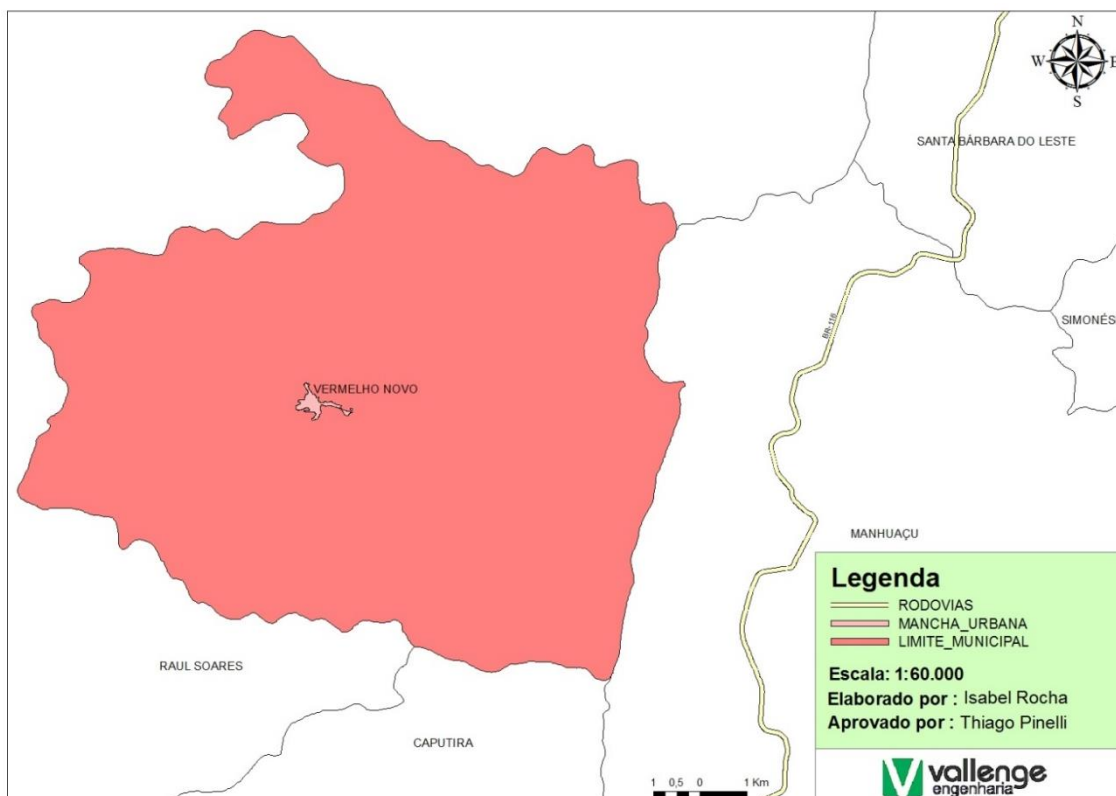 N
W E
S
SANTA BÁRBARA DO LESTE
SIMONÉS
BR-116
VERMELHO NOVO
MANHUAÇU
RAUL SOARES
CAPUTIRA
Legenda
RODOVIAS
MANCHA_URBANA
LIMITE_MUNICIPAL
Escala: 1:60.000
Elaborado por : Isabel Rocha
Aprovado por : Thiago Pinelli
1 0,5 0 1 Km
vallenge
engenharia